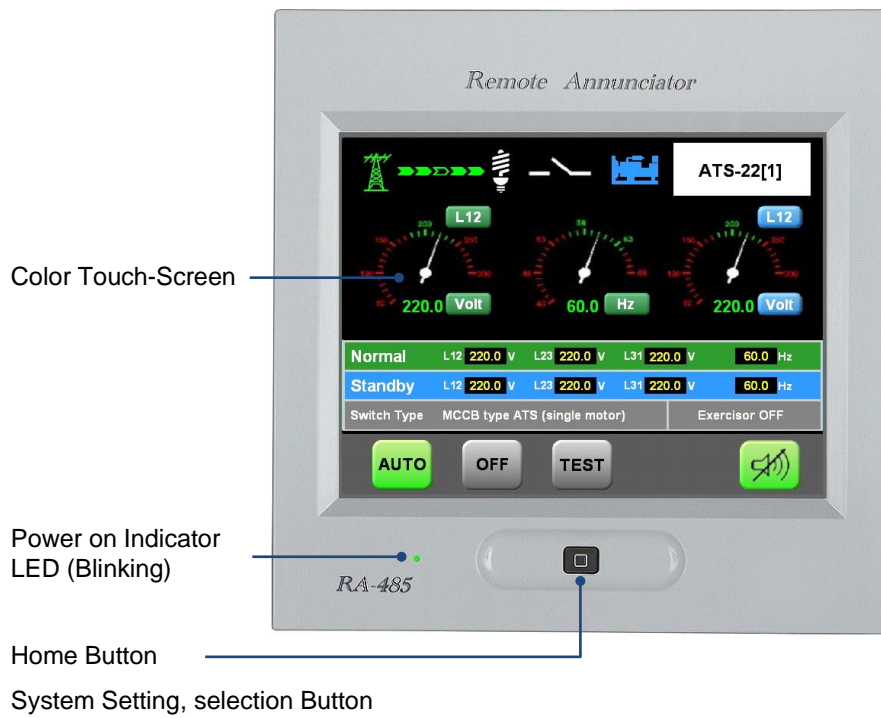 Remote Annunciator
ATS-22[1]
L12
L12
Color Touch-Screen
220.0 Volt
60.0 Hz
220.0 Volt
Normal L12 220.0 V L23 220.0 V L31 220.0 V 60.0 Hz
Standby L12 220.0 V L23 220.0 V L31 220.0 V 60.0 Hz
Switch Type MCCB type ATS (single motor) Exercisor OFF
AUTO OFF TEST
Power on Indicator
LED (Blinking)
RA-485
Home Button
System Setting, selection Button